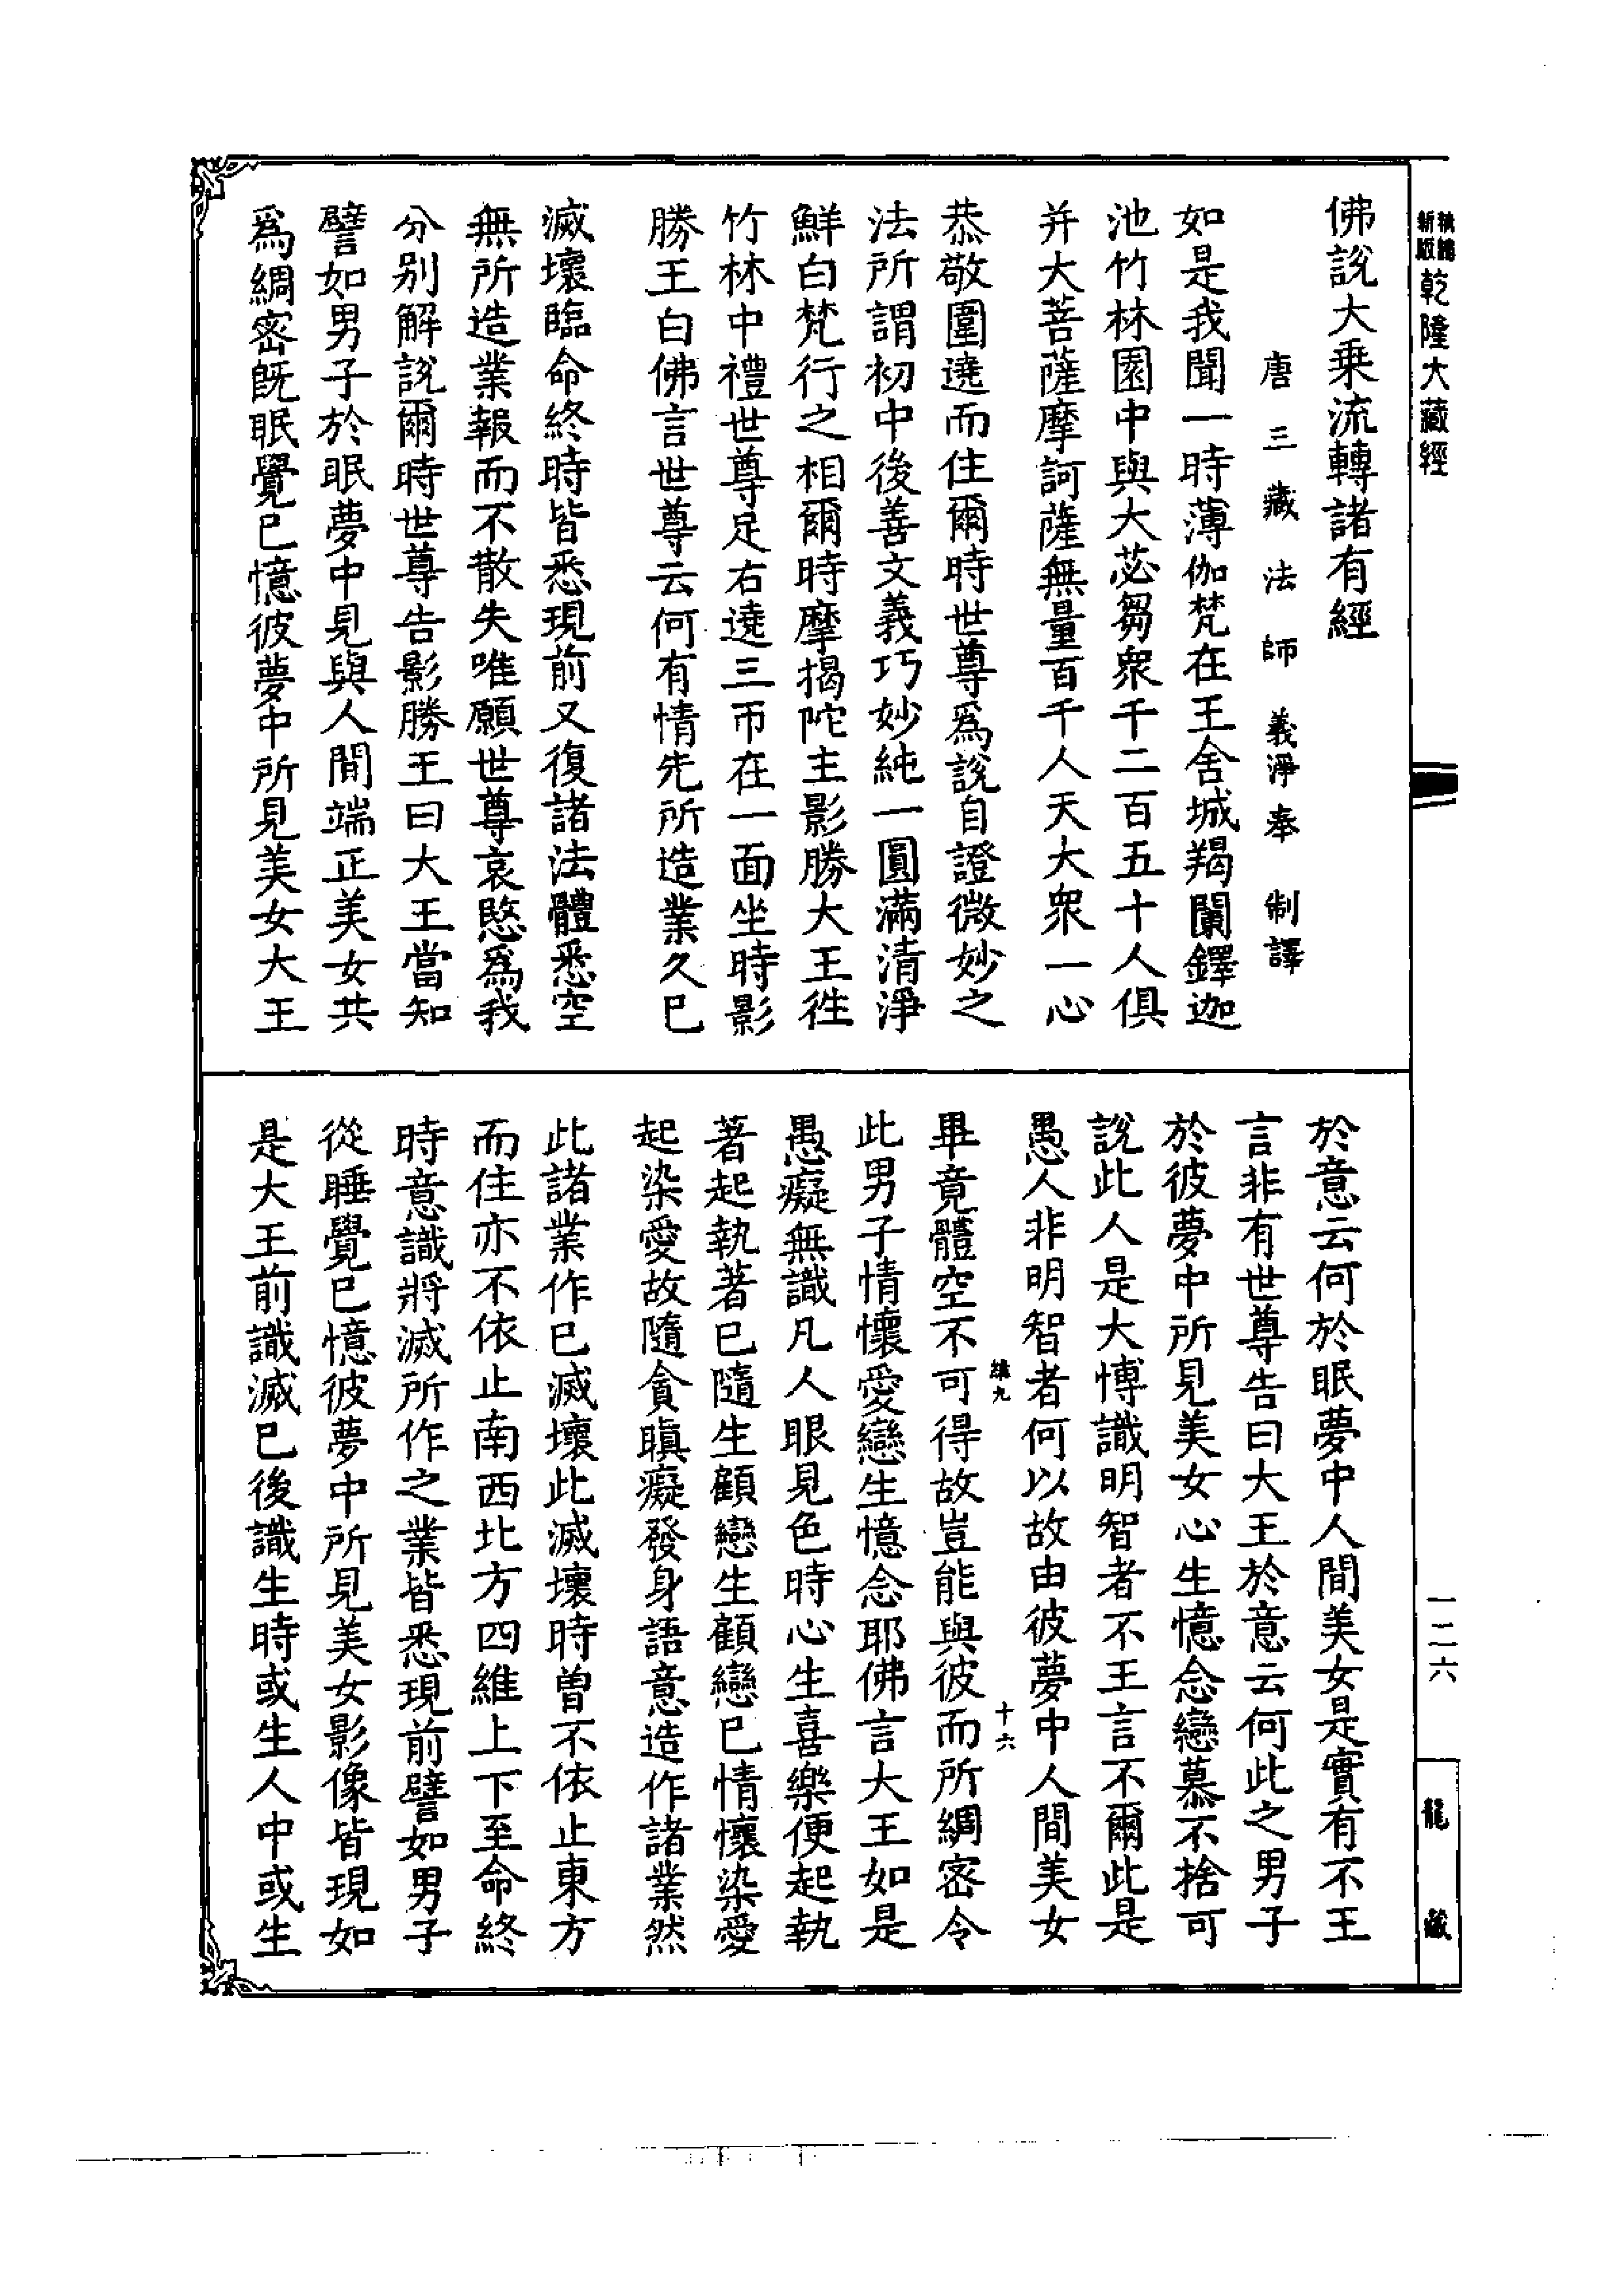 新版
乾隆大藏經
佛說大乘流轉諸有經
唐三藏法師義淨奉 制譯
如是我聞一時薄伽梵在王舍城羯闌鐸迦
池竹林園中與大苾芻衆千二百五十人俱
并大菩薩摩訶薩無量百千人天大衆一心
恭敬圍遶而住爾時世尊爲說自證微妙之
法所謂初中後善文義巧妙純一圓滿清淨
鮮白梵行之相爾時摩揭陀主影勝大王徃
竹林中禮世尊足右遶三帀在一面坐時影
勝王白佛言世尊云何有情先所造業久已
滅壞臨命終時皆悉現前又復諸法體悉空
無所造業報而不散失唯願世尊哀愍爲我
分别解說爾時世尊告影勝王曰大王當知
譬如男子於眠夢中見與人間端正美女共
爲綢密旣眠覺已憶彼夢中所見美女大王
於意云何於眠夢中人間美女是實有不王
言非有世尊告曰大王於意云何此之男子
於彼夢中所見美女心生憶念戀慕不捨可
說此人是大博識明智者不王言不爾此是
愚人非明智者何以故由彼夢中人間美女
十六
畢竟體空不可得故豈能與彼而所綢密令
此男子情懷愛戀生憶念耶佛言大王如是
愚癡無識凡人眼見色時心生喜樂便起執
著起執著已隨生顧戀生顧戀已情懷染愛
起染愛故隨貪瞋癡發身語意造作諸業然
此諸業作已滅壞此滅壞時曾不依止東方
而住亦不依止南西北方四維上下至命終
時意識將滅所作之業皆悉現前譬如男子
從睡覺已憶彼夢中所見美女影像皆現如
是大王前識滅已後識生時或生人中或生
一二六
龍藏